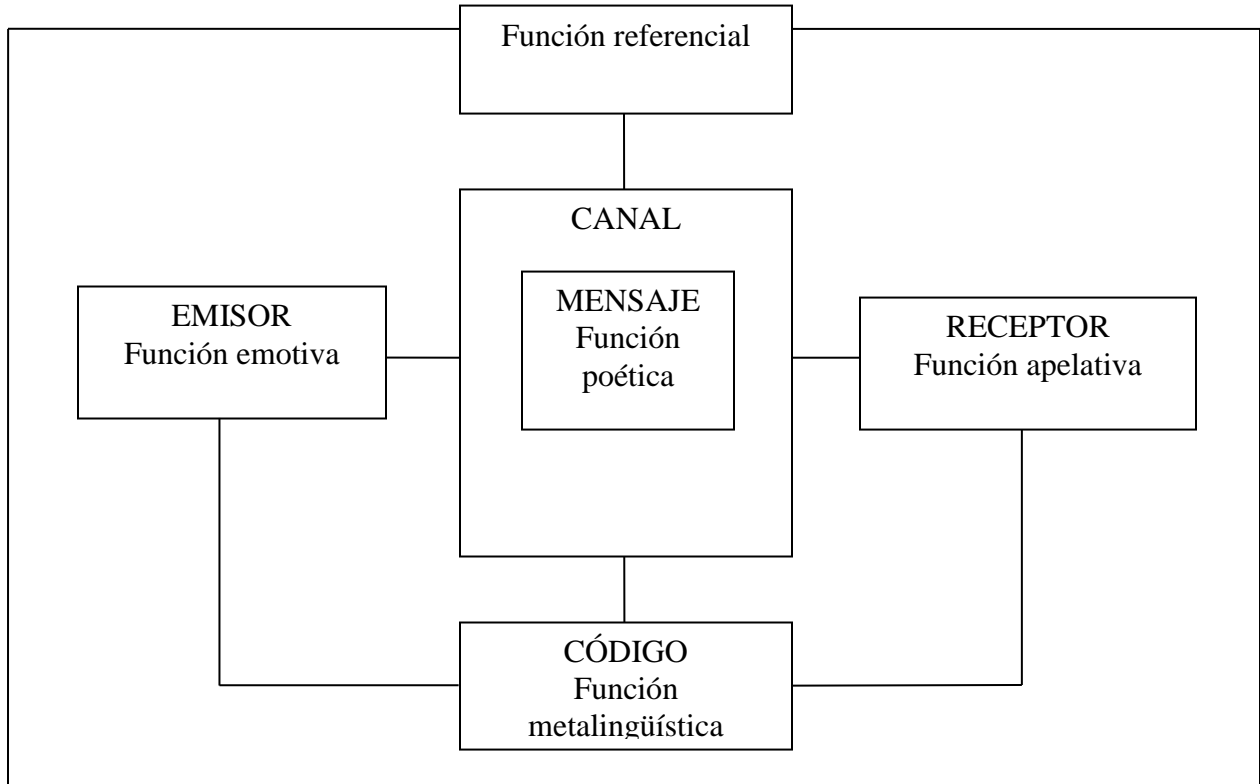 Función referencial
CANAL
MENSAJE
Función
poética
EMISOR
Función emotiva
RECEPTOR
Función apelativa
CÓDIGO
Función
metalingüística